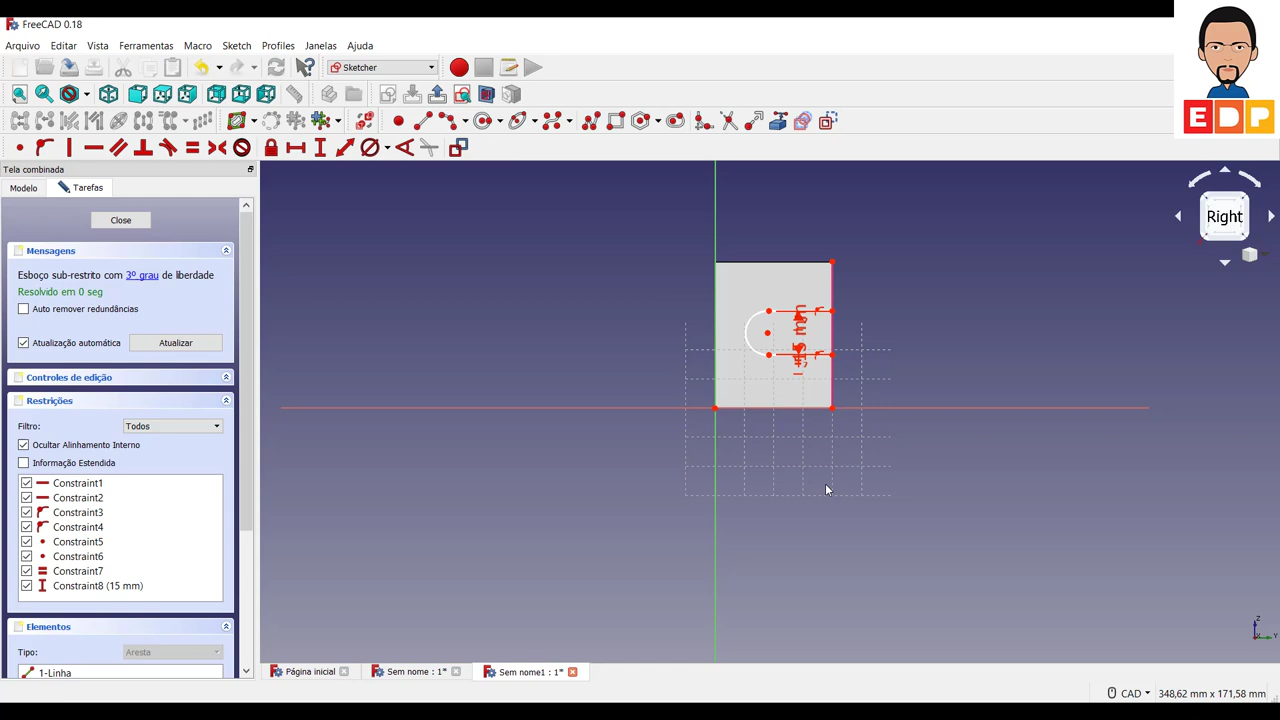 FreeCAD 0.18
Arquivo Editar Vista Ferramentas Macro Sketch Profiles Janelas Ajuda
Sketcher
EDP
Tela combinada
Modelo Tarefas
Close
Mensagens
Esboço sub-restrito com 3º grau de liberdade
Resolvido em 0 seg
Auto remover redundâncias
Atualização automática Atualizar
Controles de edição
Restrições
Filtro: Todos
Ocultar Alinhamento Interno
Informação Estendida
Constraint1
Constraint2
Constraint3
Constraint4
Constraint5
Constraint6
Constraint7
Constraint8 (15 mm)
Elementos
Tipo: Aresta
1-Linha
Right
Z
X
Y
Página inicial Sem nome : 1* Sem nome1 : 1*
CAD 348,62 mm x 171,58 mm